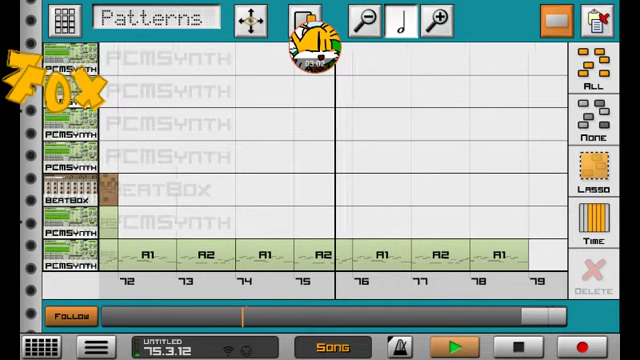 Patterns
03:02
Fox
ALL
NONE
LASSO
TIME
DELETE
PCMSYNTH PCMSYNTH
PCMSYNTH
PCMSYNTH PCMSYNTH
PCMSYNTH PCMSYNTH
BEATBOX BEATBOX
PCMSYNTH PCMSYNTH
PCMSYNTH A1 A2 A1 A2 A1 A2 A1
72 73 74 75 76 77 78 79
FOLLOW
UNTITLED
75.3.12
SONG